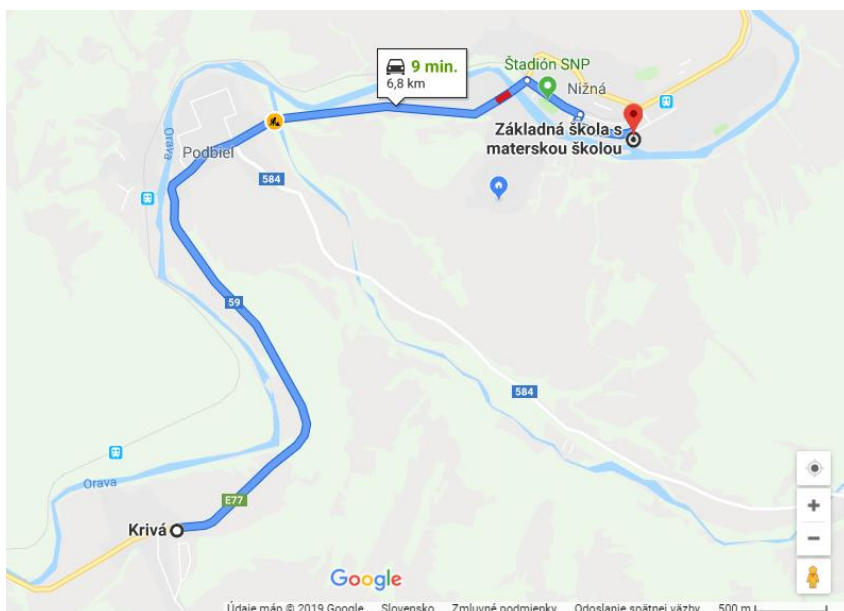 9 min.
6,8 km
Štadión SNP
Nižná
Základná škola s
materskou školou
Orava
Podbiel
584
59
584
Orava
E77
Krivá
Google
Údaje máp © 2019 Google Slovensko Zmluvné podmienky Odoslanie spätnej väzby 500 m